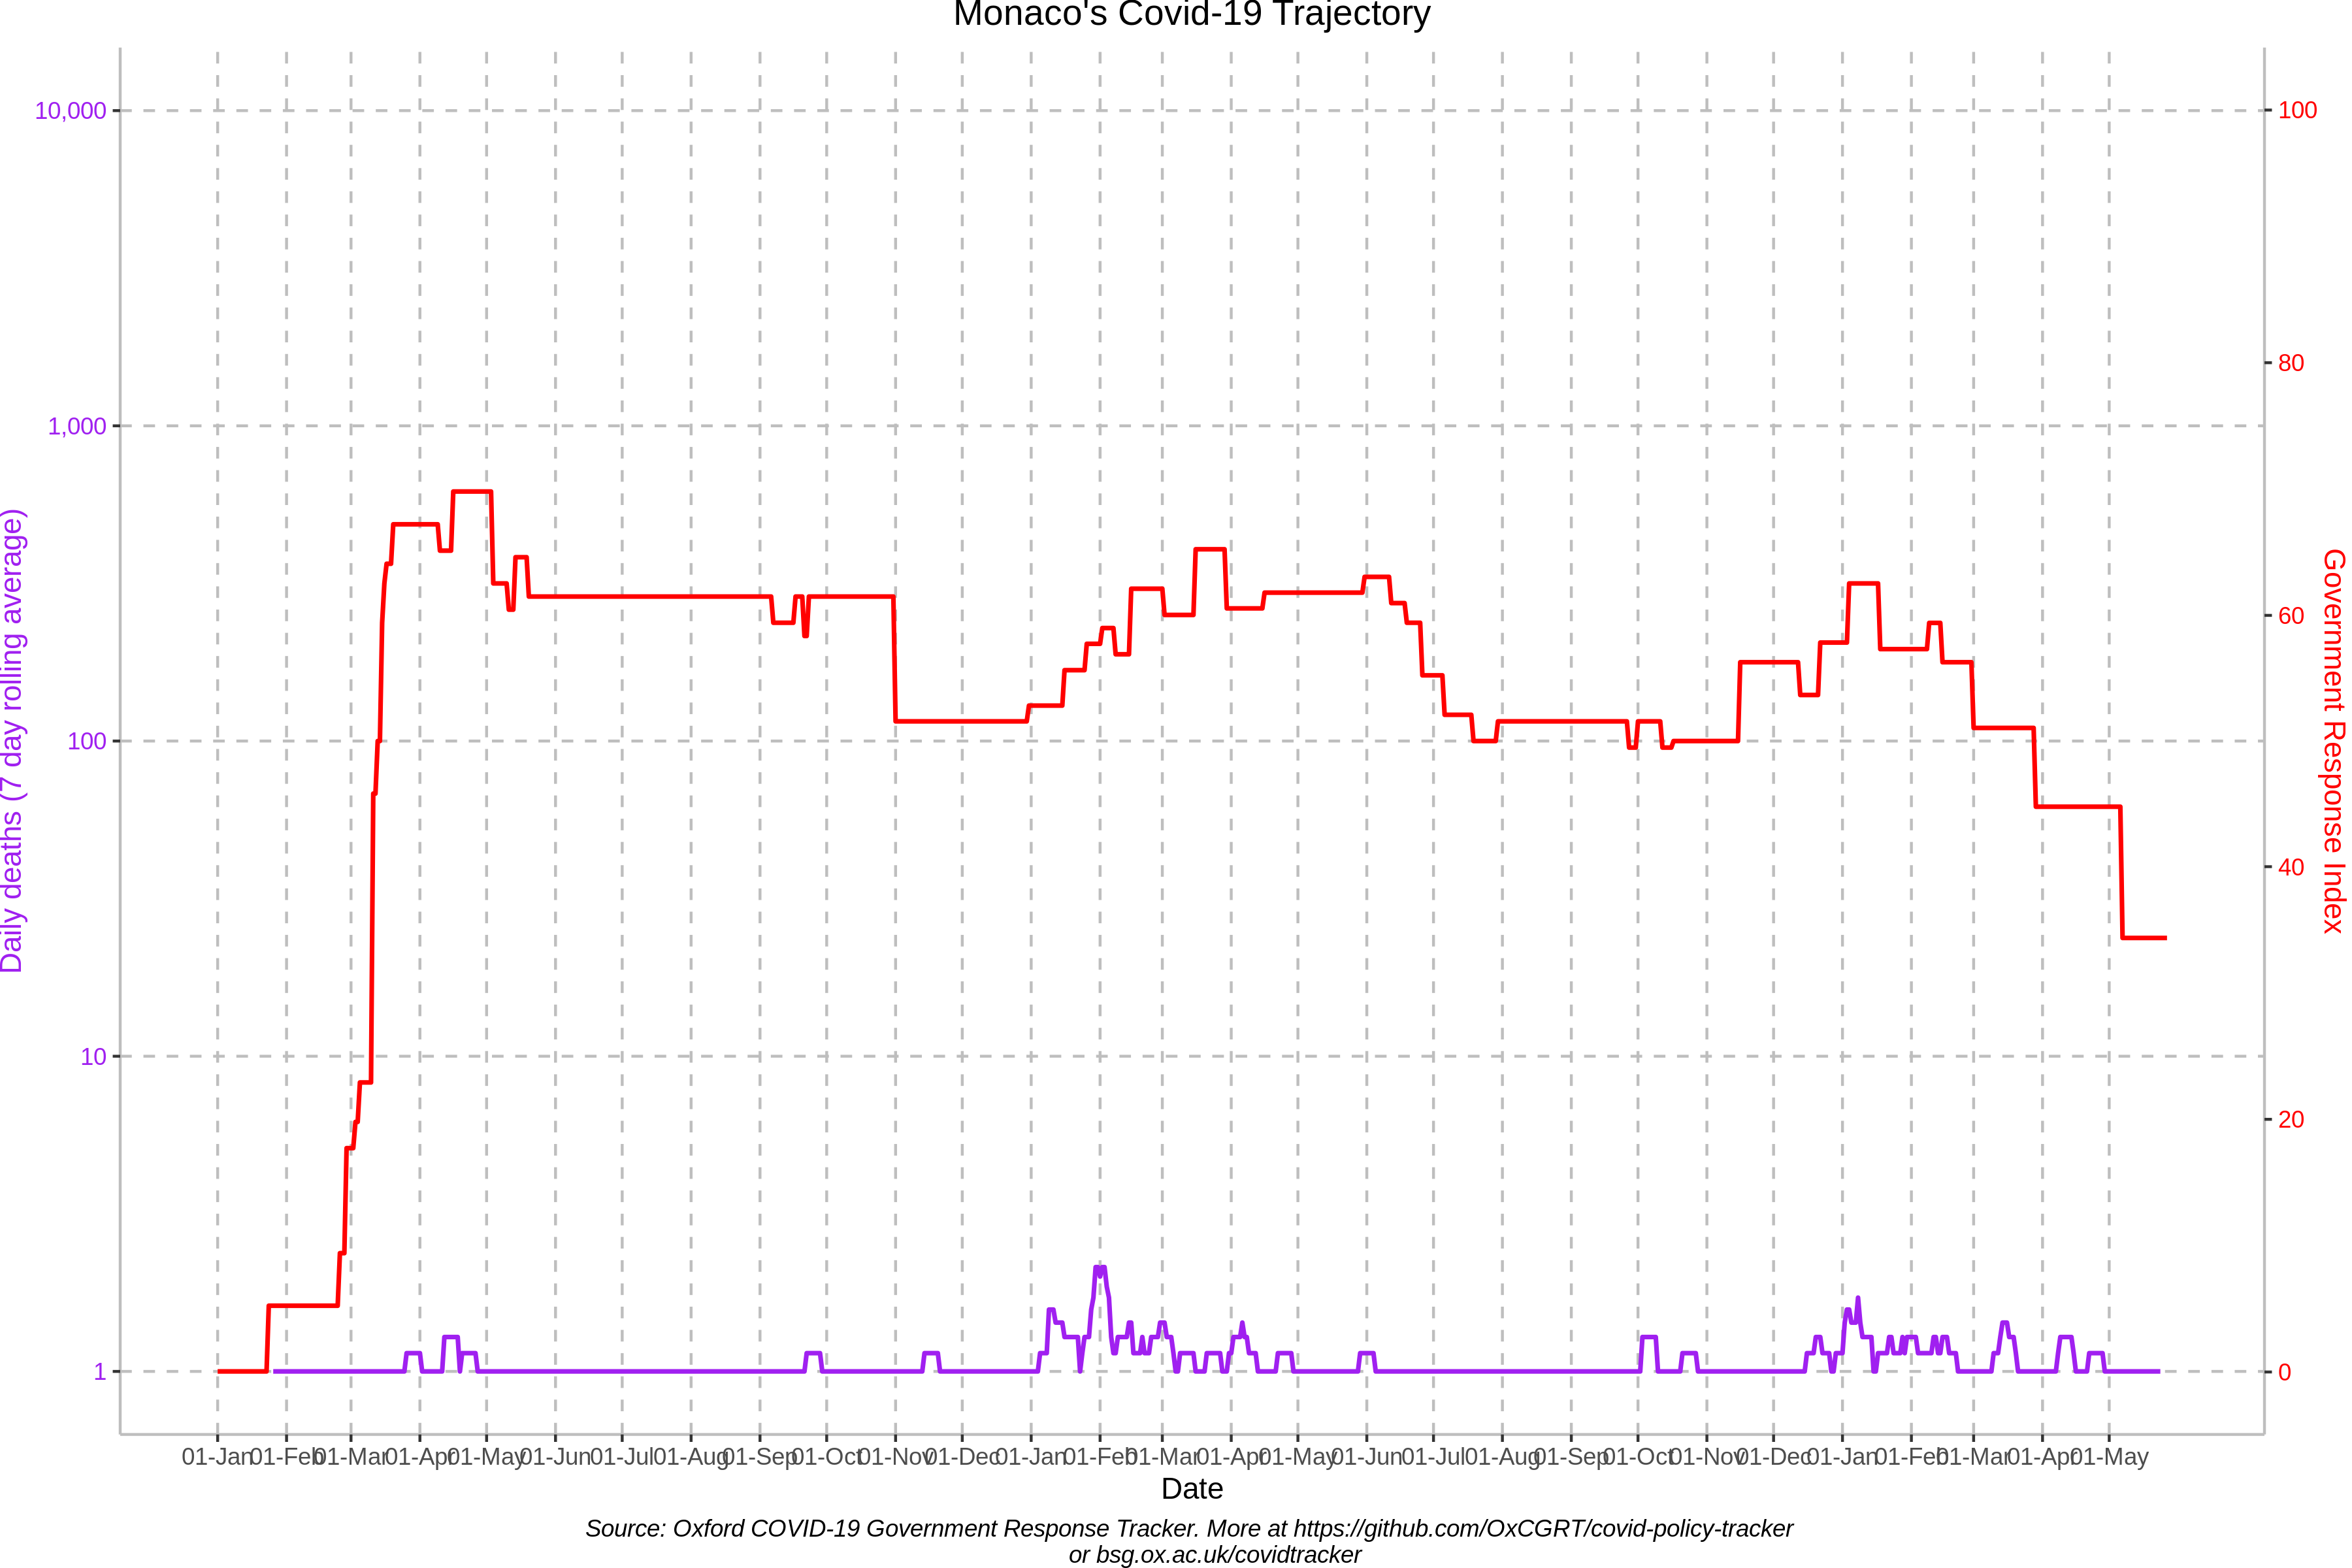 Monaco's Covid-19 Trajectory
10,000
1,000
100
10
1
Daily deaths (7 day rolling average)
100
80
60
40
20
0
Government Response Index
01-Jan 01-Feb 01-Mar 01-Apr 01-May 01-Jun 01-Jul 01-Aug 01-Sep 01-Oct 01-Nov 01-Dec 01-Jan 01-Feb 01-Mar 01-Apr 01-May 01-Jun 01-Jul 01-Aug 01-Sep 01-Oct 01-Nov 01-Dec 01-Jan 01-Feb 01-Mar 01-Apr 01-May
Date
Source: Oxford COVID-19 Government Response Tracker. More at https://github.com/OxCGRT/covid-policy-tracker
or bsg.ox.ac.uk/covidtracker